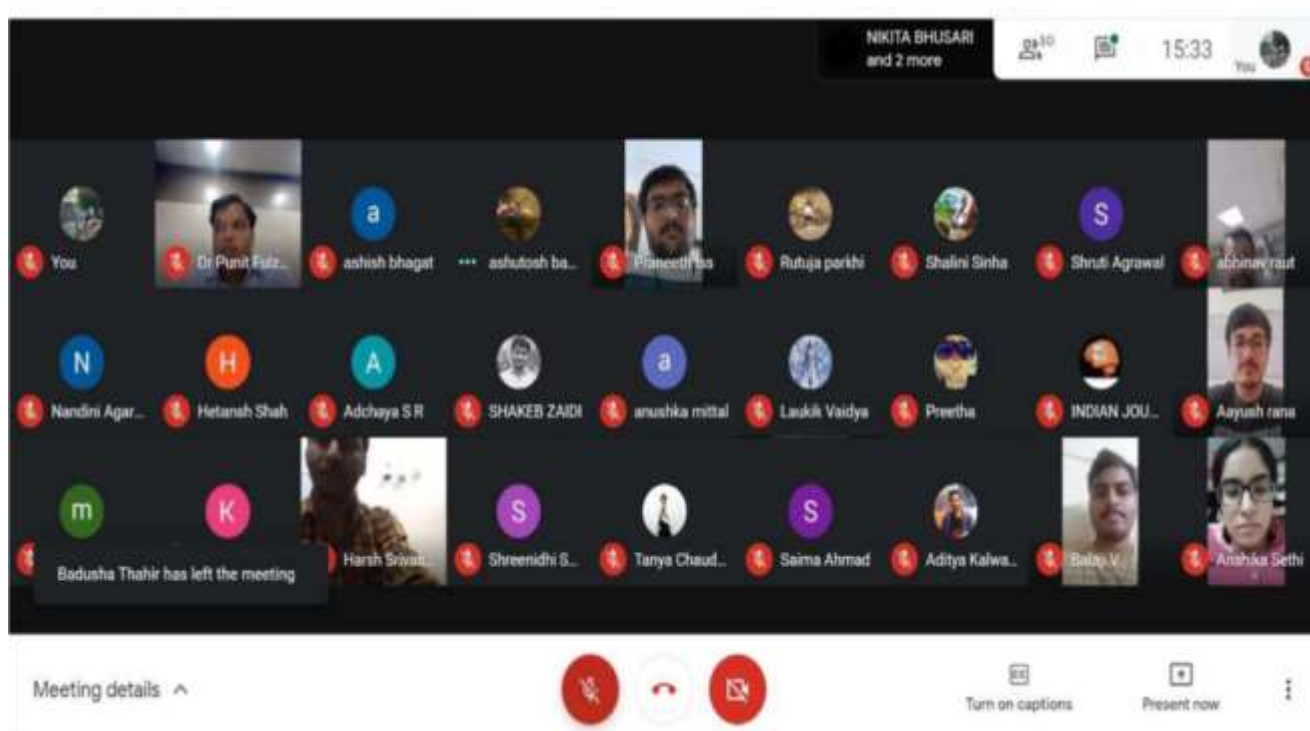 NIKITA BHUSARI
and 2 more
50
15:33
You
You
Dr Punit Fulz...
a
ashish bhagat
ashutosh ba...
Praneeth tss
Rutuja parkhi
Shalini Sinha
S
Shruti Agrawal
abhinav raut
N
Nandini Agar...
H
Hetansh Shah
A
Adchaya S R
SHAKEB ZAIDI
a
anushka mittal
Laukik Vaidya
Preetha
INDIAN JOU...
Aayush rana
m
K
Harsh Srivas...
S
Shreenidhi S...
Tanya Chaud...
S
Saima Ahmad
Aditya Kalwa...
Balaji V
Anshika Sethi
Badusha Thahir has left the meeting
Meeting details
Turn on captions
Present now